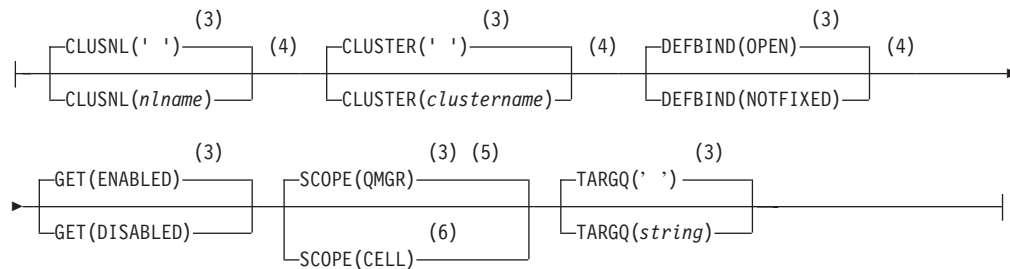 (3) (3) (3)
CLUSNL(' ') (4) CLUSTER(' ') (4) DEFBIND(OPEN) (4)
CLUSNL(nlname) CLUSTER(clustername) DEFBIND(NOTFIXED)
(3) (3) (5) (3)
GET(ENABLED) SCOPE(QMGR) TARGQ(’ ’)
GET(DISABLED) (6) TARGQ(string)
SCOPE(CELL)